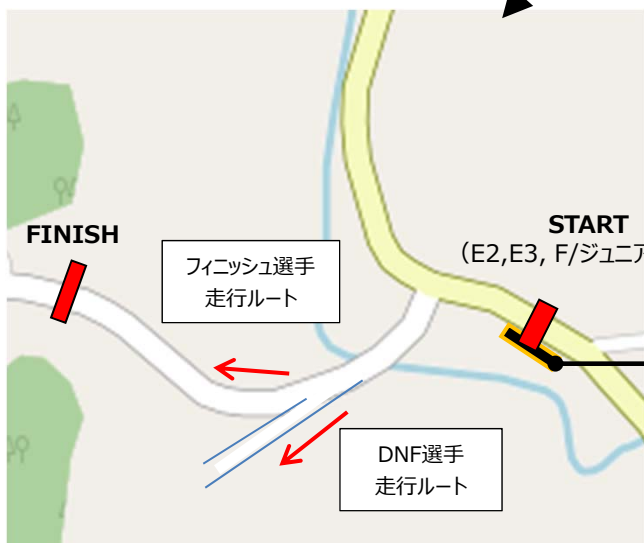 FINISH
フィニッシュ選手
走行ルート
START
(E2,E3, F/ジュニア
DNF選手
走行ルート